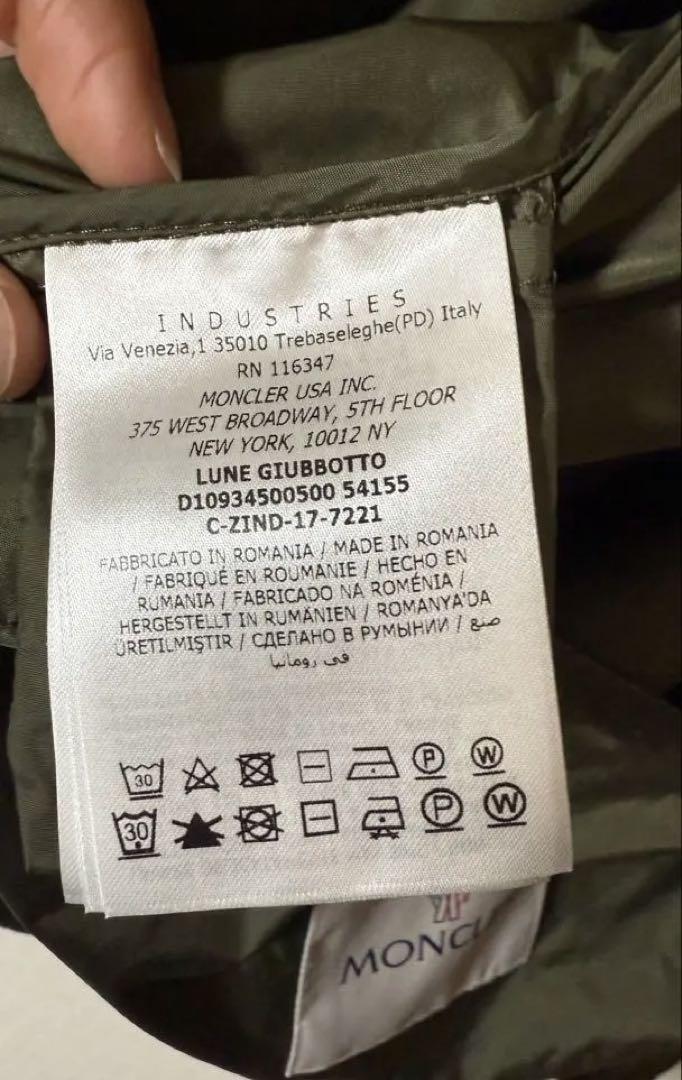 INDUSTRIES
Via Venezia,1 35010 Trebaseleghe(PD) Italy
RN 116347
MONCLER USA INC.
375 WEST BROADWAY, 5TH FLOOR
NEW YORK, 10012 NY
LUNE GIUBBOTTO
D10934500500 54155
C-ZIND-17-7221
FABBRICATO IN ROMANIA / MADE IN ROMANIA
/ FABRIQUÉ EN ROUMANIE / HECHO EN
RUMANIA / FABRICADO NA ROMÉNIA /
HERGESTELLT IN RUMÄNIEN / ROMANYA'DA
ÜRETILMIŞTIR / СДЕЛАНО В РУМЫНИИ / صنع
في رومانيا
30 P W
30 P W
MONCL